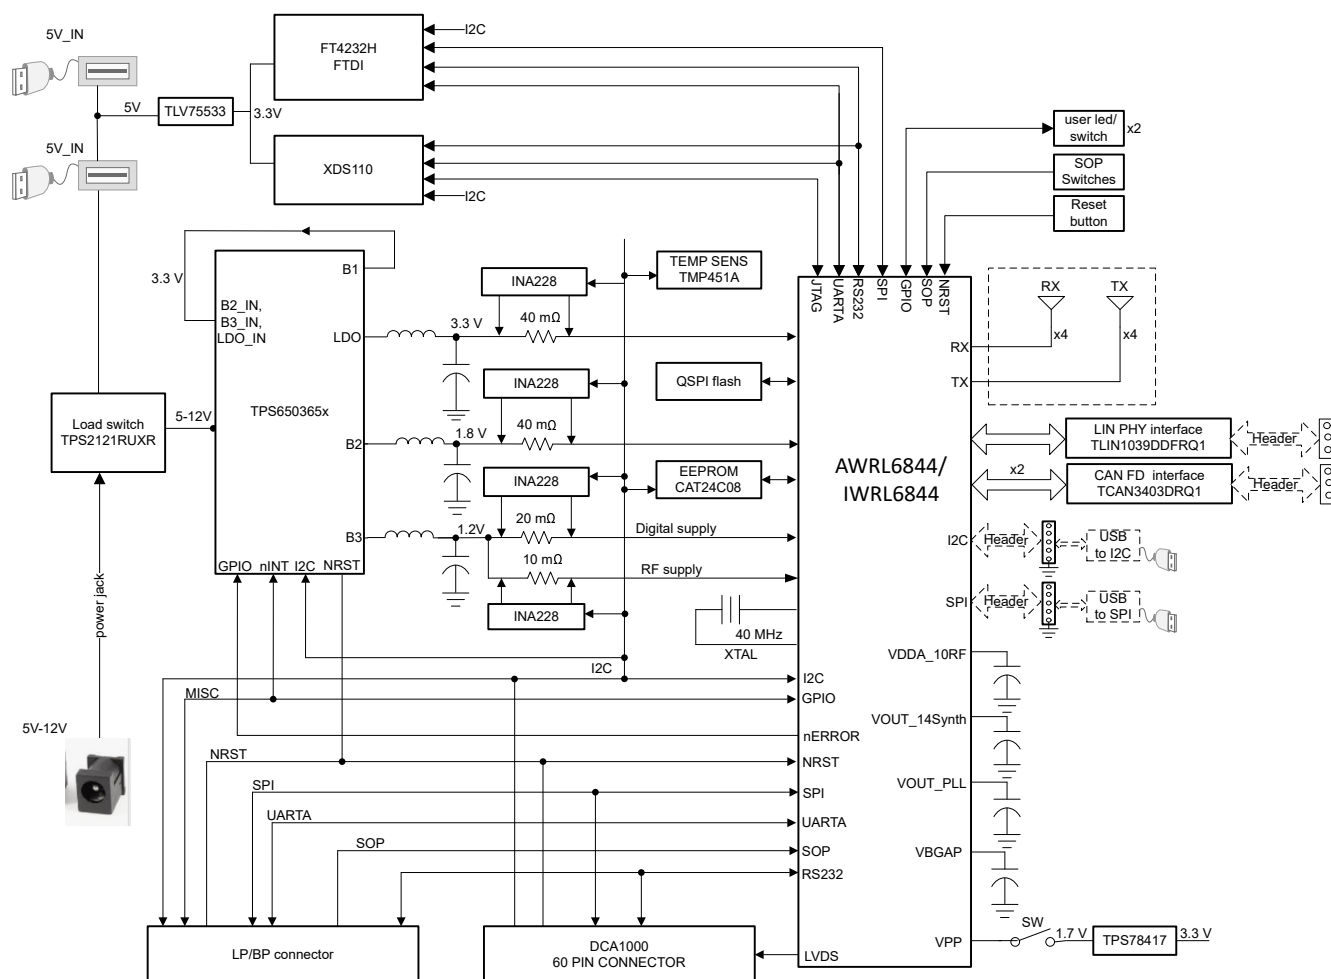 5V_IN
5V
TLV75533
3.3V
5V_IN
FT4232H
FTDI
I2C
XDS110
I2C
user led/
switch
x2
SOP
Switches
Reset
button
3.3 V
B1
B2_IN,
B3_IN,
LDO_IN
LDO
TPS650365x
B2
B3
GPIO
nINT
I2C
NRST
Load switch
TPS2121RUXR
5-12V
power jack
5V-12V
INA228
3.3 V
40 mΩ
TEMP SENS
TMP451A
INA228
1.8 V
40 mΩ
QSPI flash
INA228
1.2V
20 mΩ
EEPROM
CAT24C08
Digital supply
10 mΩ
RF supply
INA228
40 MHz
XTAL
JTAG
UARTA
RS232
SPI
GPIO
SOP
NRST
AWRL6844/
IWRL6844
RX
TX
RX
TX
x4
x4
LIN PHY interface
TLIN1039DDFRQ1
Header
x2
CAN FD interface
TCAN3403DRQ1
Header
I2C
Header
USB
to I2C
SPI
Header
USB
to SPI
VDDA_10RF
VOUT_14Synth
VOUT_PLL
VBGAP
VPP
SW
1.7 V
TPS78417
3.3 V
I2C
I2C
MISC
GPIO
nERROR
NRST
NRST
SPI
SPI
UARTA
UARTA
SOP
SOP
RS232
LVDS
LP/BP connector
DCA1000
60 PIN CONNECTOR